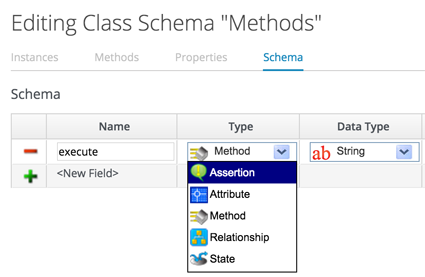 Editing Class Schema "Methods"
Instances Methods Properties Schema
Schema
Name Type Data Type
execute Method ab String
<New Field> Assertion
Attribute
Method
Relationship
State